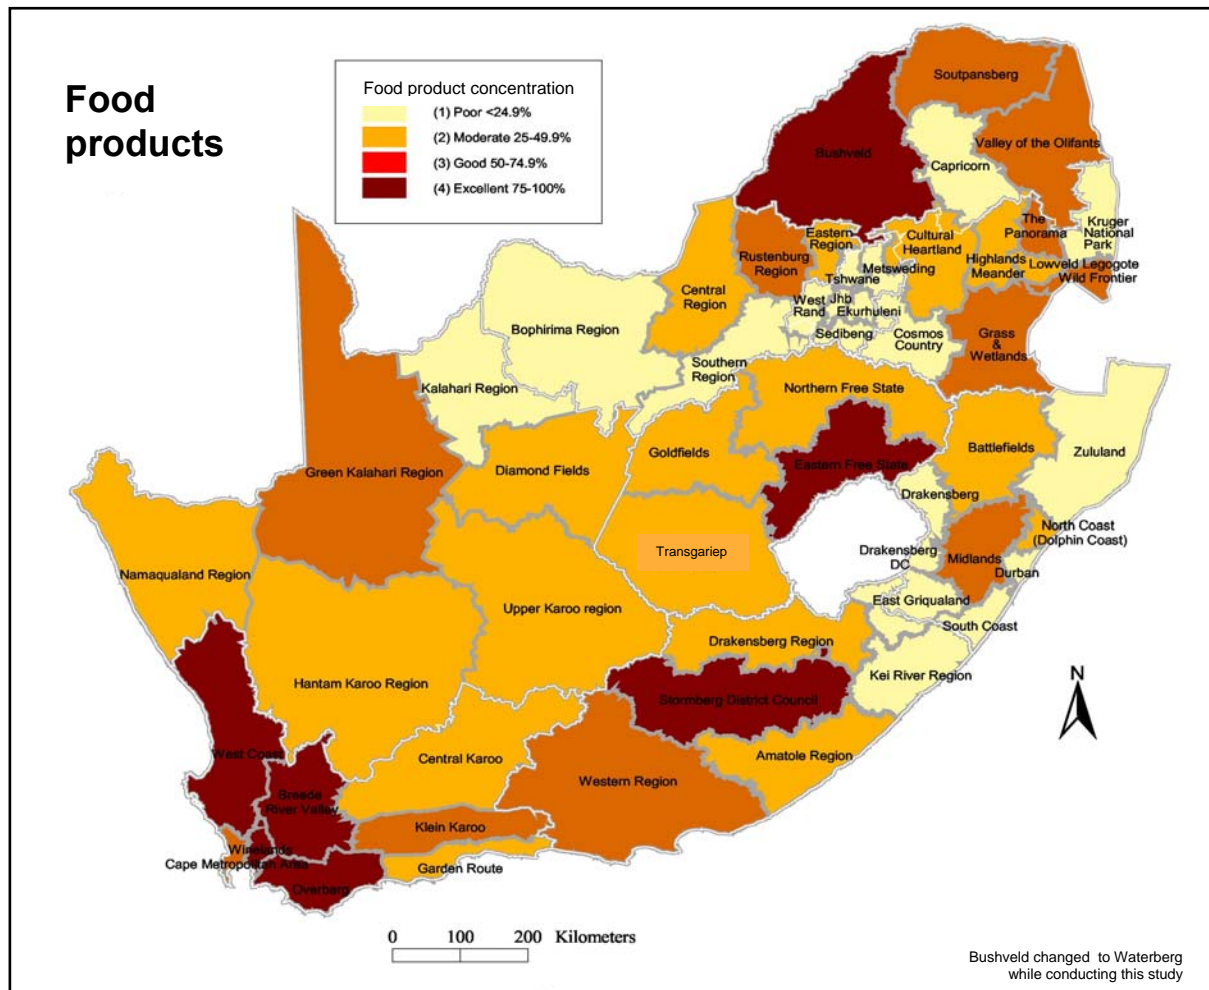 Food
products
Food product concentration
(1) Poor <24.9%
(2) Moderate 25-49.9%
(3) Good 50-74.9%
(4) Excellent 75-100%
Soutpansberg
Valley of the Olifants
Bushveld
Capricorn
The
Panorama
Kruger
National
Park
Eastern
Region
Cultural
Heartland
Rustenburg
Region
Highlands
Meander
Lowveld Legogote
Wild Frontier
Metsweding
Tshwane
Central
Region
West
Rand
Jhb
Ekurhuleni
Bophirima Region
Sedibeng
Cosmos
Country
Grass
&
Wetlands
Southern
Region
Kalahari Region
Northern Free State
Goldfields
Battlefields
Zululand
Eastern Free State
Green Kalahari Region
Diamond Fields
Drakensberg
North Coast
(Dolphin Coast)
Transgariep
Drakensberg
DC
Midlands
Durban
Namaqualand Region
Upper Karoo region
East Griqualand
South Coast
Drakensberg Region
Kei River Region
Hantam Karoo Region
Stormberg District Council
West Coast
Central Karoo
Amatole Region
Breede
River Valley
Western Region
Klein Karoo
Winelands
Cape Metropolitan Area
Garden Route
Overberg
N
0 100 200 Kilometers
Bushveld changed to Waterberg
while conducting this study